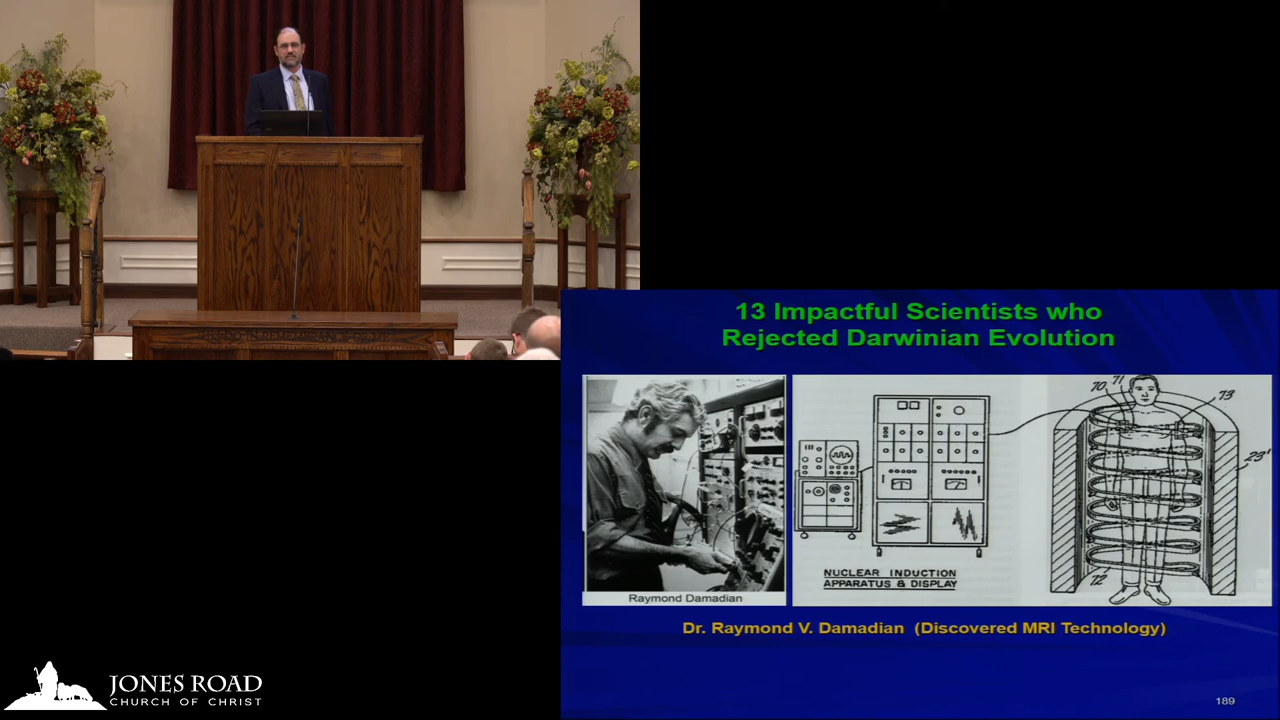 13 Impactful Scientists who
Rejected Darwinian Evolution
70
71
73
23'
72
NUCLEAR INDUCTION
APPARATUS & DISPLAY
Raymond Damadian
Dr. Raymond V. Damadian (Discovered MRI Technology)
189
JONES ROAD
CHURCH OF CHRIST